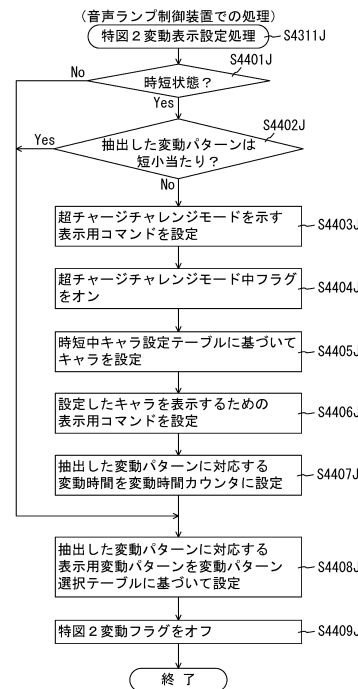 (音声ランプ制御装置での処理)
特図２変動表示設定処理
S4311J
S4401J
時短状態？
No
Yes
S4402J
抽出した変動パターンは
短小当たり？
Yes
No
超チャージチャレンジモードを示す
表示用コマンドを設定
S4403J
超チャージチャレンジモード中フラグ
をオン
S4404J
時短中キャラ設定テーブルに基づいて
キャラを設定
S4405J
設定したキャラを表示するための
表示用コマンドを設定
S4406J
抽出した変動パターンに対応する
変動時間を変動時間カウンタに設定
S4407J
抽出した変動パターンに対応する
表示用変動パターンを変動パターン
選択テーブルに基づいて設定
S4408J
特図２変動フラグをオフ
S4409J
終了